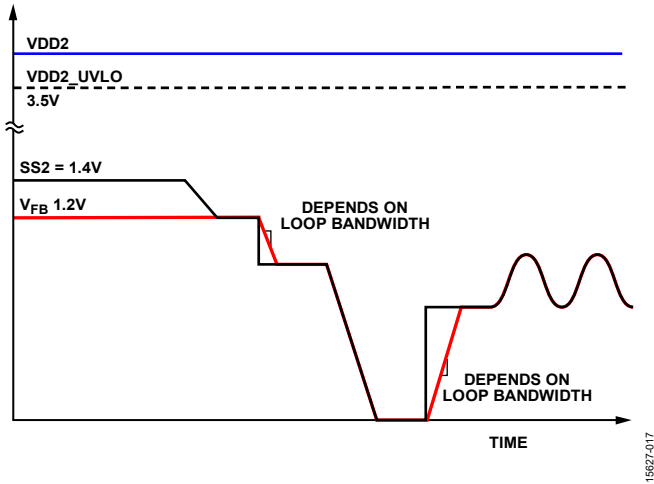 VDD2
VDD2_UVLO
3.5V
SS2 = 1.4V
VFB 1.2V
DEPENDS ON
LOOP BANDWIDTH
DEPENDS ON
LOOP BANDWIDTH
TIME
15627-017